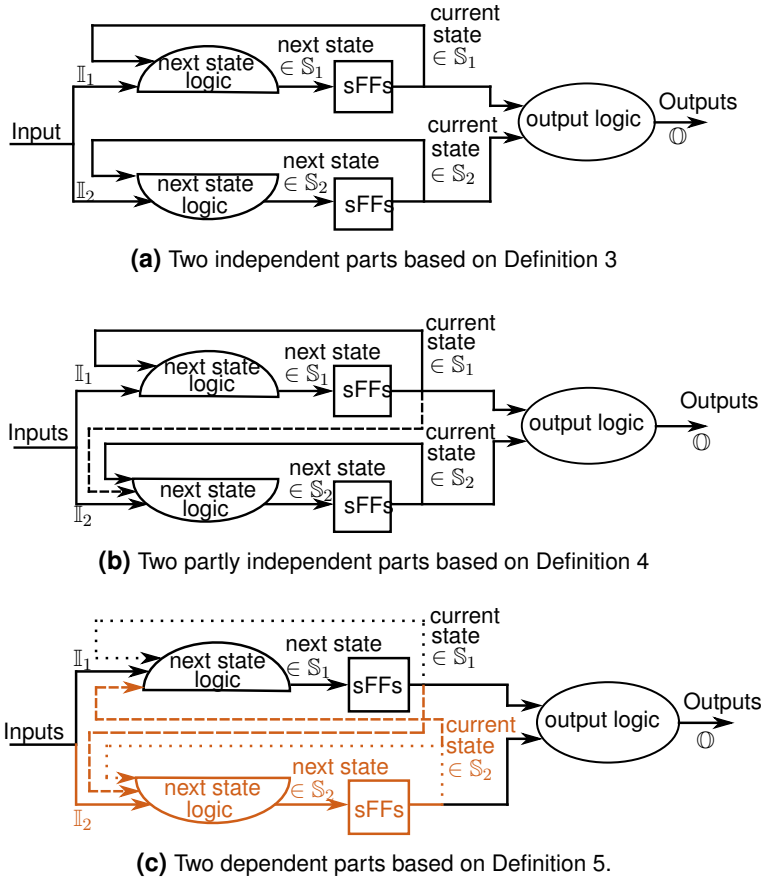 current
state
∈ 𝕊₁
next state
∈ 𝕊₁
𝕀₁
next state
logic
sFFs
Outputs
𝕆
output logic
Input
current
state
∈ 𝕊₂
next state
∈ 𝕊₂
𝕀₂
next state
logic
sFFs
(a) Two independent parts based on Definition 3
current
state
∈ 𝕊₁
next state
∈ 𝕊₁
𝕀₁
next state
logic
sFFs
Outputs
𝕆
output logic
Inputs
current
state
∈ 𝕊₂
next state
∈ 𝕊₂
𝕀₂
next state
logic
sFFs
(b) Two partly independent parts based on Definition 4
current
state
∈ 𝕊₁
next state
∈ 𝕊₁
𝕀₁
next state
logic
sFFs
Outputs
𝕆
output logic
Inputs
current
state
∈ 𝕊₂
next state
∈ 𝕊₂
𝕀₂
next state
logic
sFFs
(c) Two dependent parts based on Definition 5.